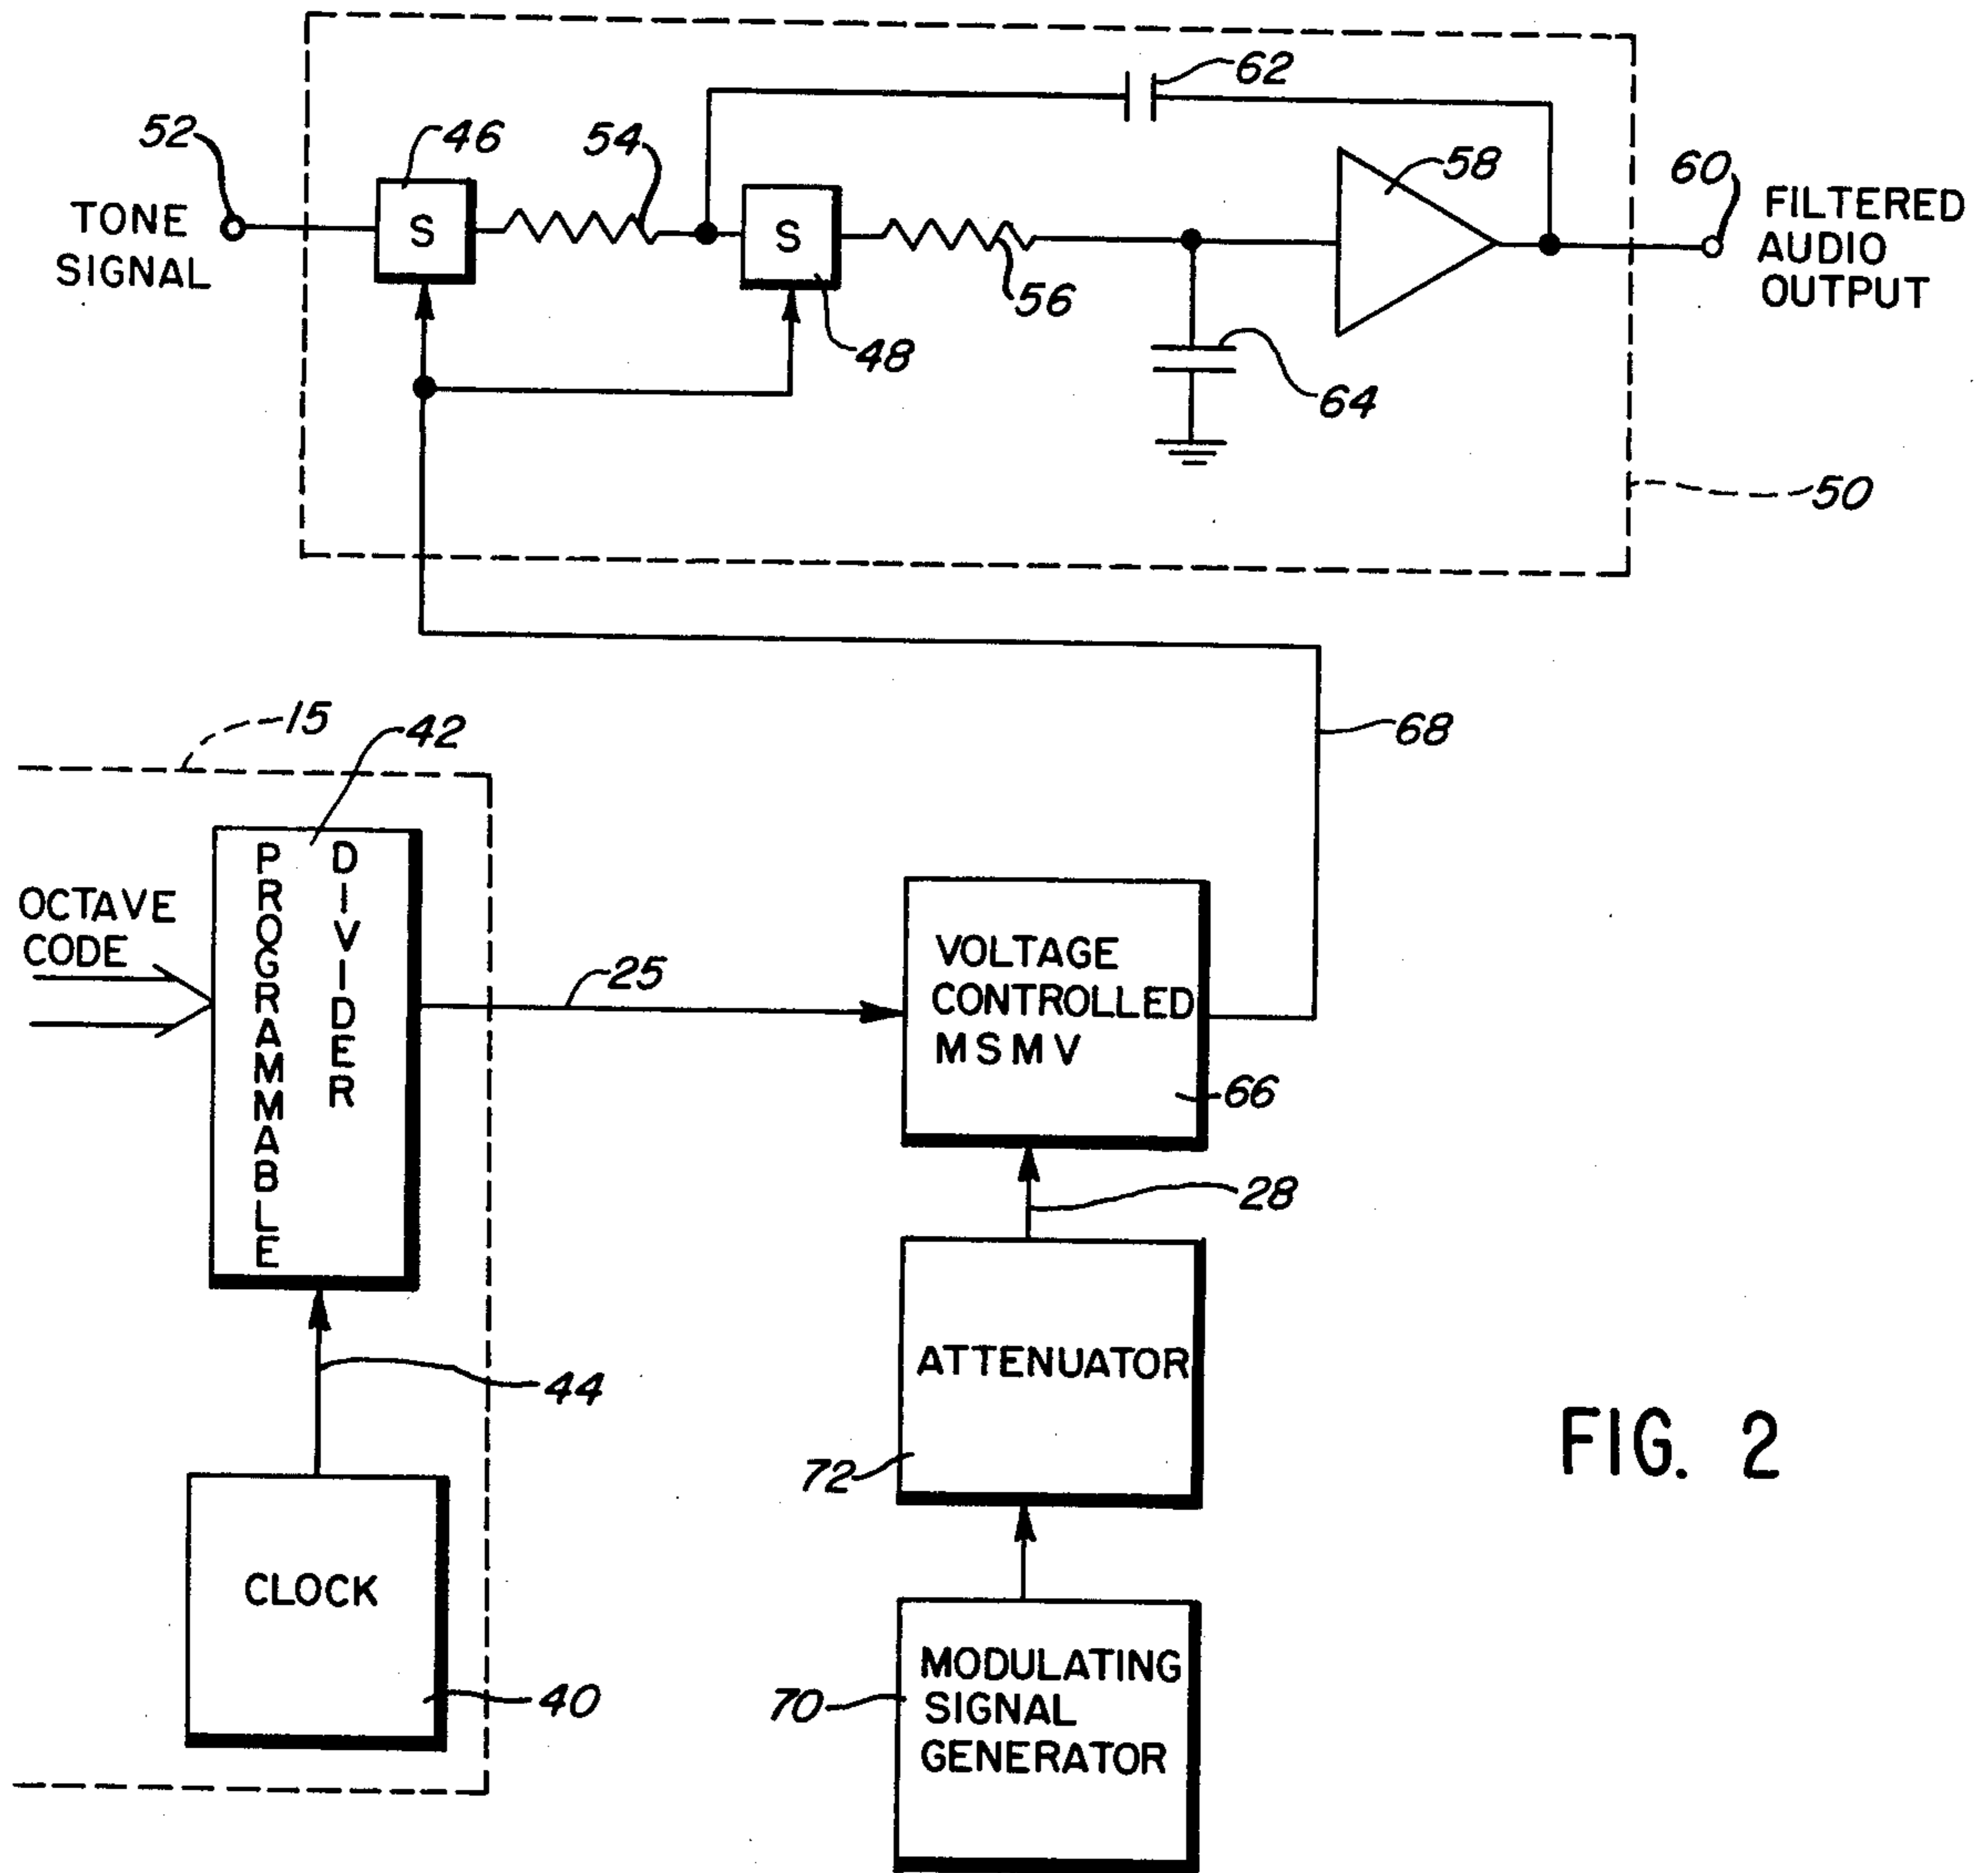 62
52
46
54
58
60
TONE
SIGNAL
S
S
FILTERED
AUDIO
OUTPUT
56
48
64
50
15
42
68
PROGRAMMABLE
DIVIDER
OCTAVE
CODE
25
VOLTAGE
CONTROLLED
MSMV
66
28
44
ATTENUATOR
72
FIG. 2
CLOCK
40
70
MODULATING
SIGNAL
GENERATOR